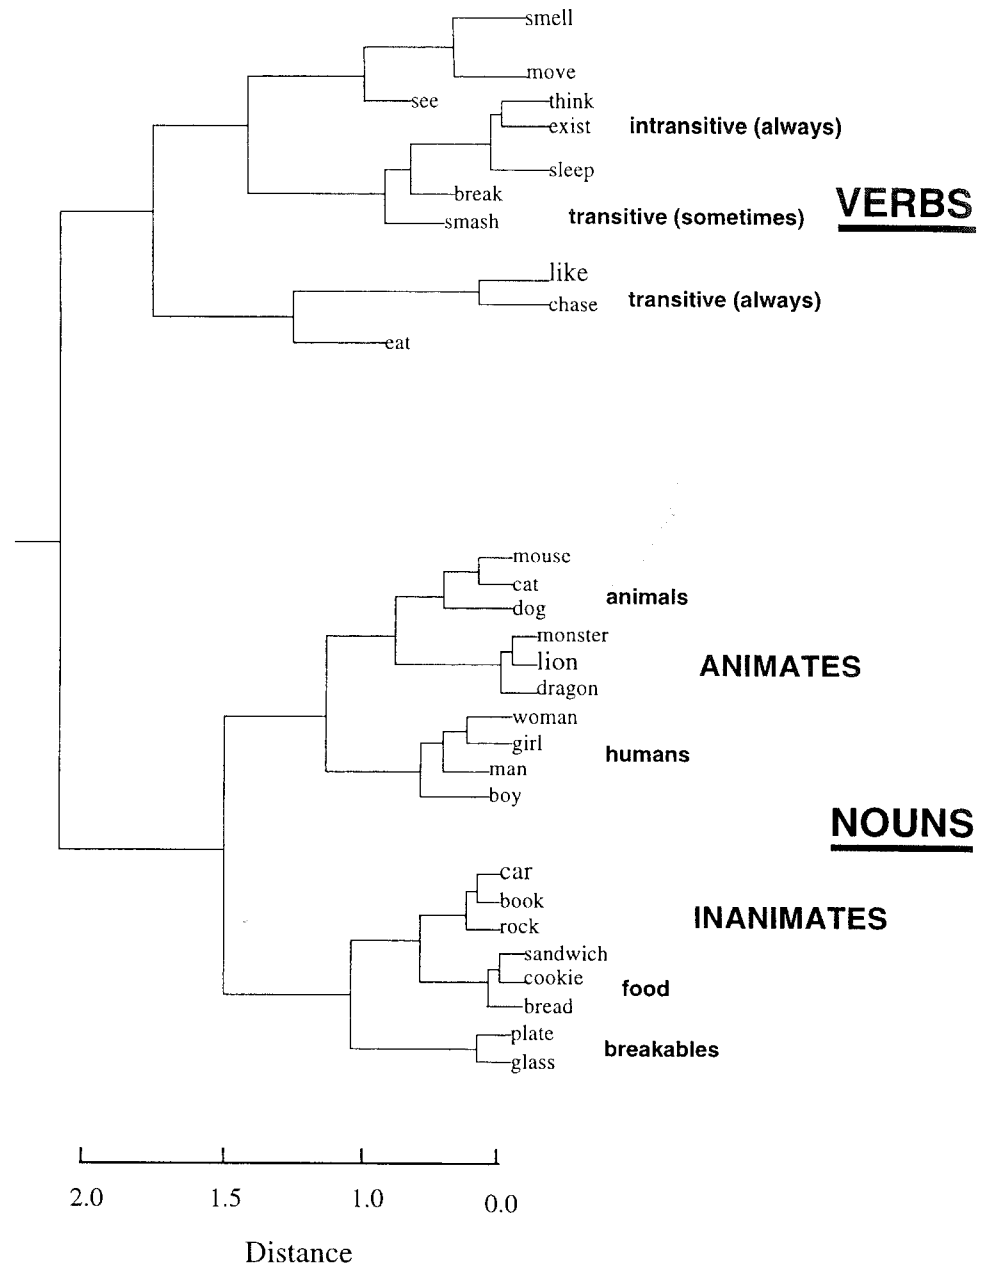 smell
move
see
think
exist
intransitive (always)
sleep
break
VERBS
smash
transitive (sometimes)
like
chase
transitive (always)
eat
mouse
cat
animals
dog
monster
lion
ANIMATES
dragon
woman
girl
humans
man
boy
NOUNS
car
book
INANIMATES
rock
sandwich
cookie
food
bread
plate
breakables
glass
2.0 1.5 1.0 0.0
Distance